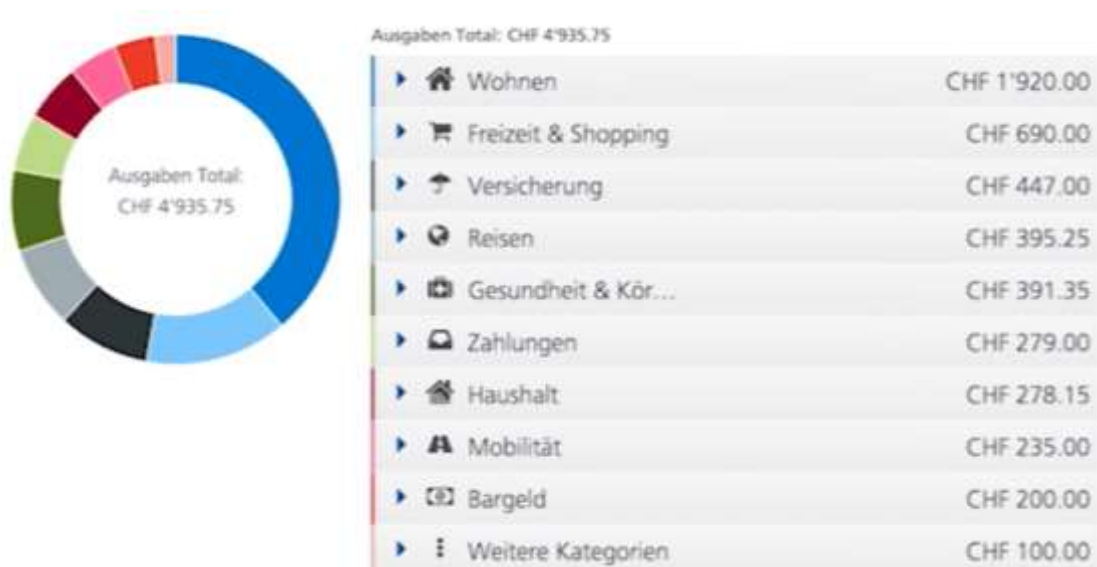 Ausgaben Total: CHF 4'935.75
Ausgaben Total:
CHF 4'935.75
Wohnen CHF 1'920.00
Freizeit & Shopping CHF 690.00
Versicherung CHF 447.00
Reisen CHF 395.25
Gesundheit & Kör... CHF 391.35
Zahlungen CHF 279.00
Haushalt CHF 278.15
Mobilität CHF 235.00
Bargeld CHF 200.00
Weitere Kategorien CHF 100.00